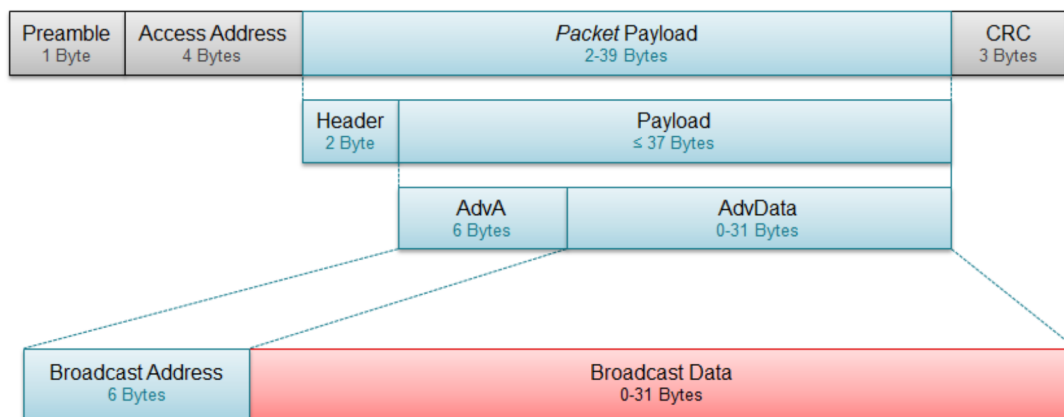 Preamble
1 Byte
Access Address
4 Bytes
Packet Payload
2-39 Bytes
CRC
3 Bytes
Header
2 Byte
Payload
≤ 37 Bytes
AdvA
6 Bytes
AdvData
0-31 Bytes
Broadcast Address
6 Bytes
Broadcast Data
0-31 Bytes